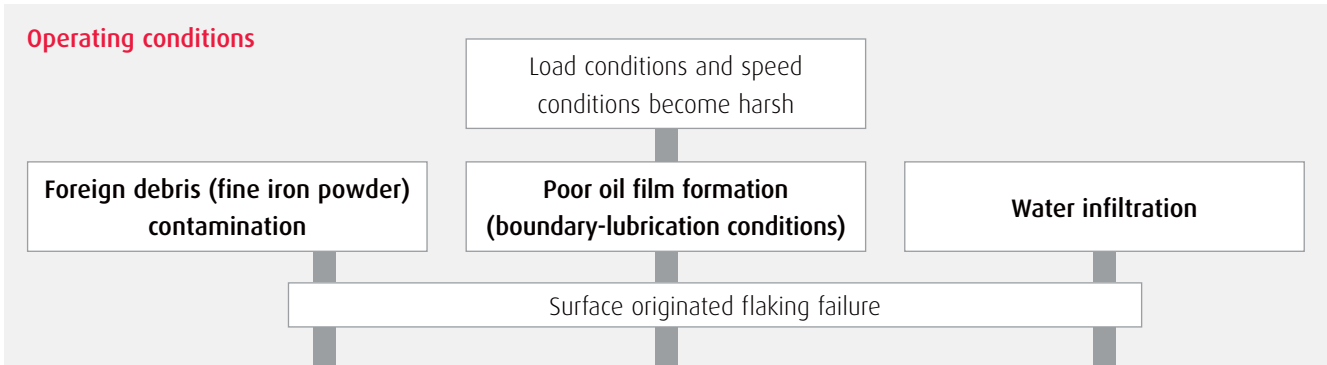 Operating conditions
Load conditions and speed
conditions become harsh
Foreign debris (fine iron powder)
contamination
Poor oil film formation
(boundary-lubrication conditions)
Water infiltration
Surface originated flaking failure